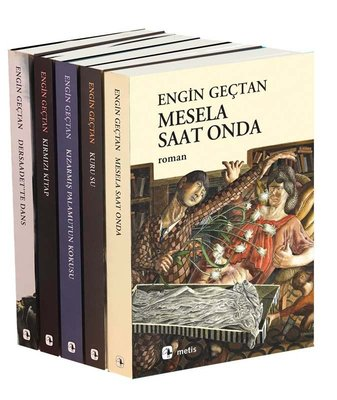 ENGİN GEÇTAN
MESELA
SAAT ONDA
roman
metis
ENGİN GEÇTAN DERSAADET'TE DANS
ENGİN GEÇTAN KIRMIZI KİTAP
ENGİN GEÇTAN KIZARMIŞ PALAMUTUN KOKUSU
ENGİN GEÇTAN KURU SU
ENGİN GEÇTAN MESELA SAAT ONDA